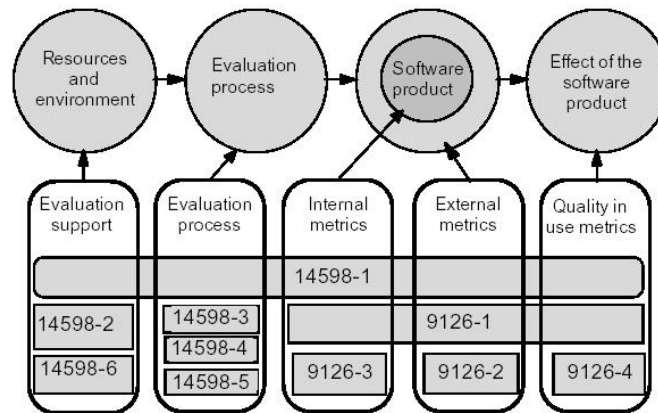 Resources
and
environment
Evaluation
process
Software
product
Effect of the
software
product
Evaluation
support
Evaluation
process
Internal
metrics
External
metrics
Quality in
use metrics
14598-1
14598-2
14598-3
9126-1
14598-4
14598-6
14598-5
9126-3
9126-2
9126-4